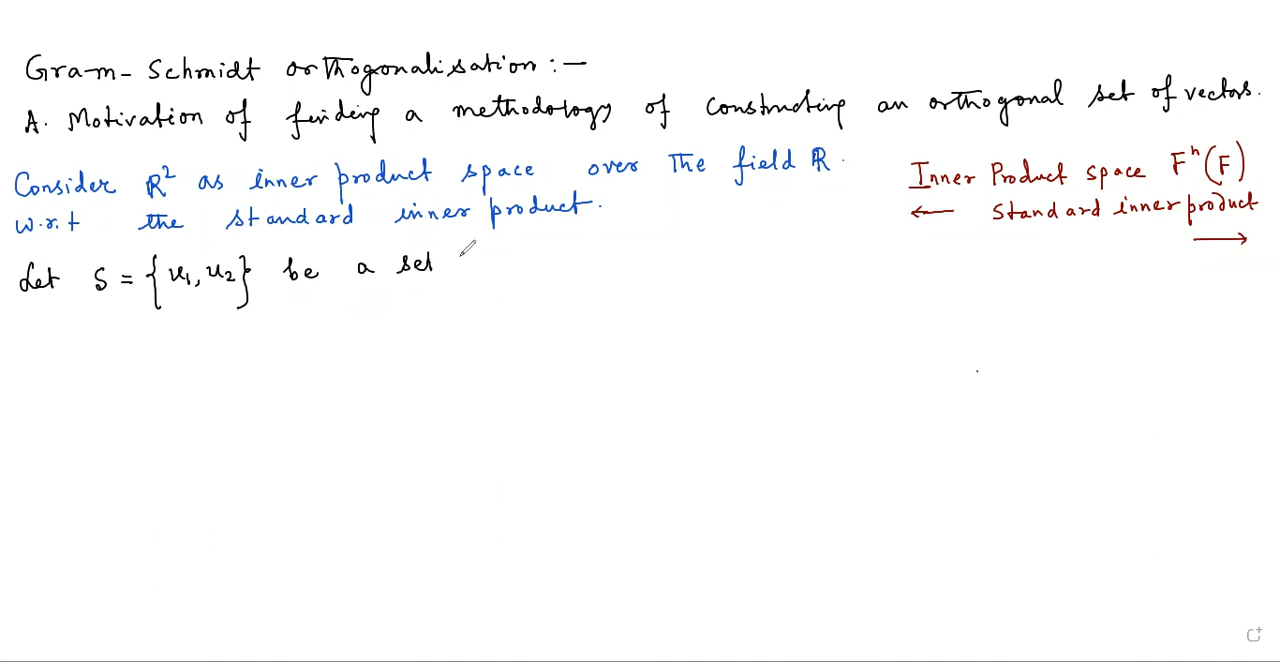 Gram-Schmidt orthogonalisation :—
A. Motivation of finding a methodology of constructing an orthogonal set of vectors.
Consider ℝ² as inner product space over the field ℝ.
w.r.t the standard inner product.
Inner Product space Fⁿ(F)
← Standard inner product
→
Let S = {u₁, u₂} be a set